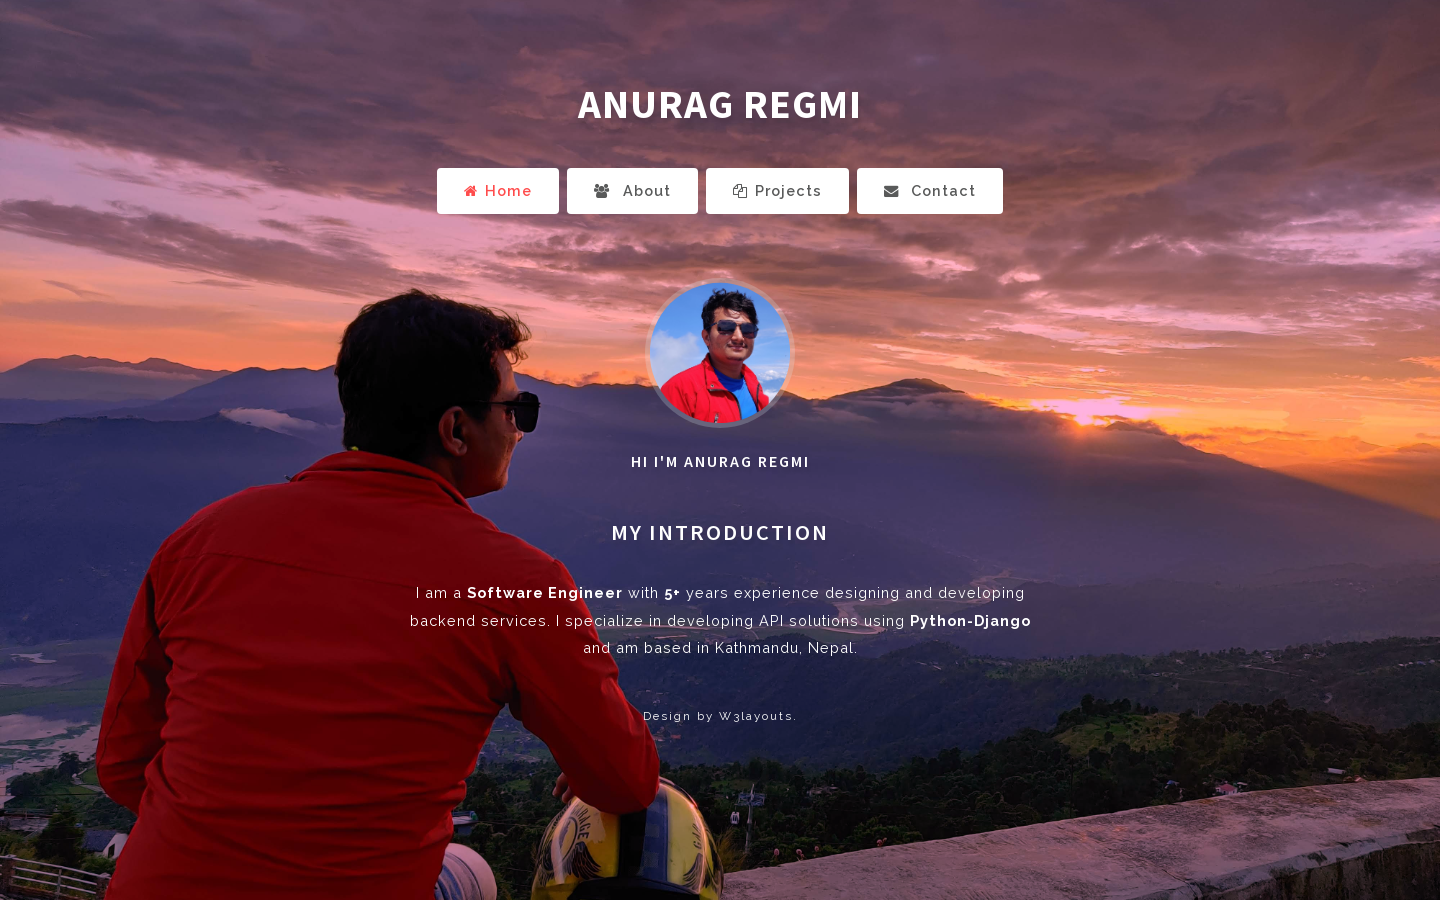 ANURAG REGMI
Home
About
Projects
Contact
HI I'M ANURAG REGMI
MY INTRODUCTION
I am a Software Engineer with 5+ years experience designing and developing
backend services. I specialize in developing API solutions using Python-Django
and am based in Kathmandu, Nepal.
Design by W3layouts.